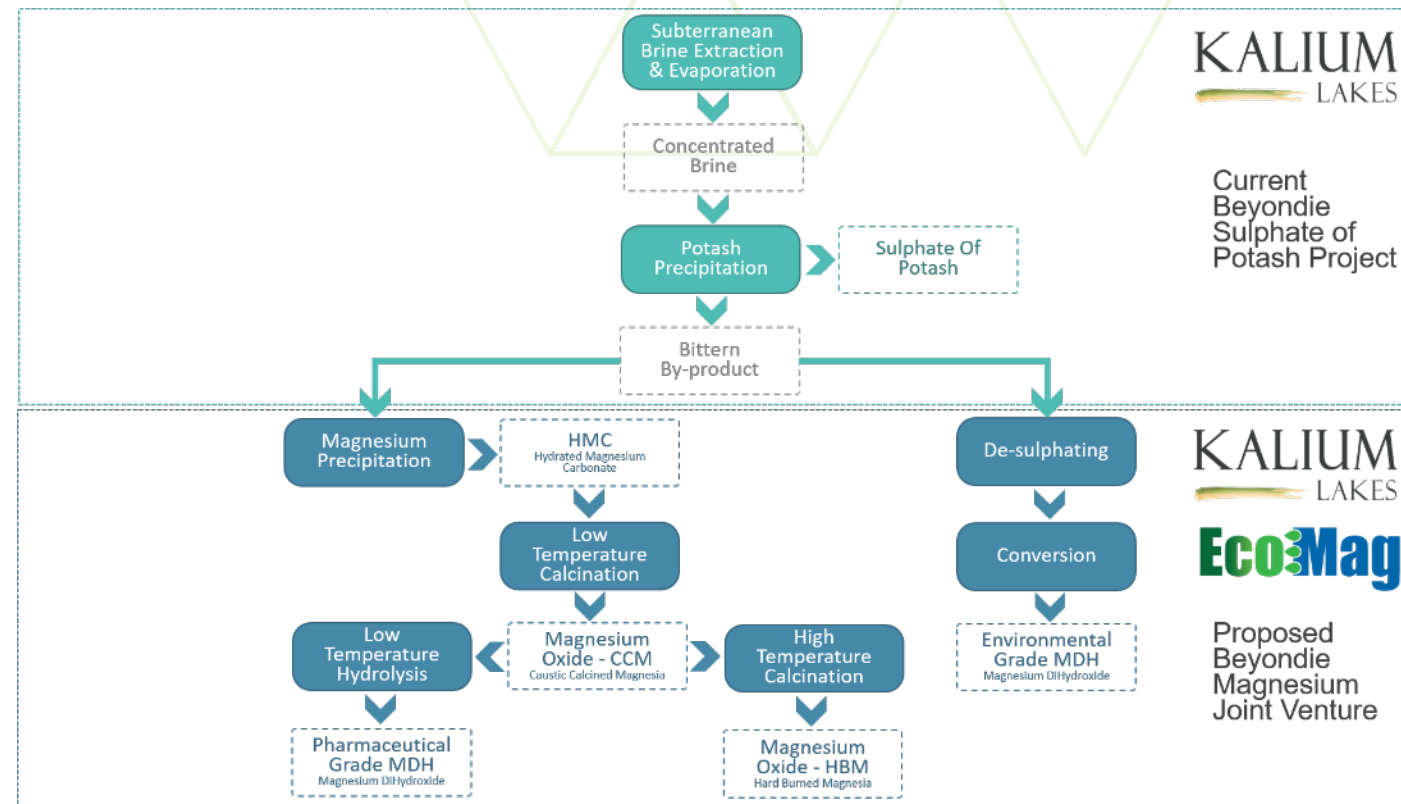 Subterranean
Brine Extraction
& Evaporation
KALIUM
LAKES
Concentrated
Brine
Current
Beyondie
Sulphate of
Potash Project
Potash
Precipitation
Sulphate Of
Potash
Bittern
By-product
Magnesium
Precipitation
HMC
Hydrated Magnesium
Carbonate
De-sulphating
KALIUM
LAKES
Low
Temperature
Calcination
Conversion
EcoMag
Low
Temperature
Hydrolysis
Magnesium
Oxide - CCM
Caustic Calcined Magnesia
High
Temperature
Calcination
Environmental
Grade MDH
Magnesium DiHydroxide
Proposed
Beyondie
Magnesium
Joint Venture
Pharmaceutical
Grade MDH
Magnesium DiHydroxide
Magnesium
Oxide - HBM
Hard Burned Magnesia